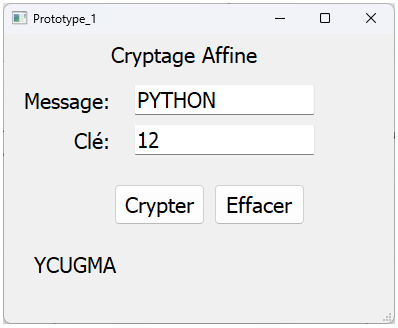 Prototype_1
Cryptage Affine
Message: PYTHON
Clé: 12
Crypter Effacer
YCUGMA